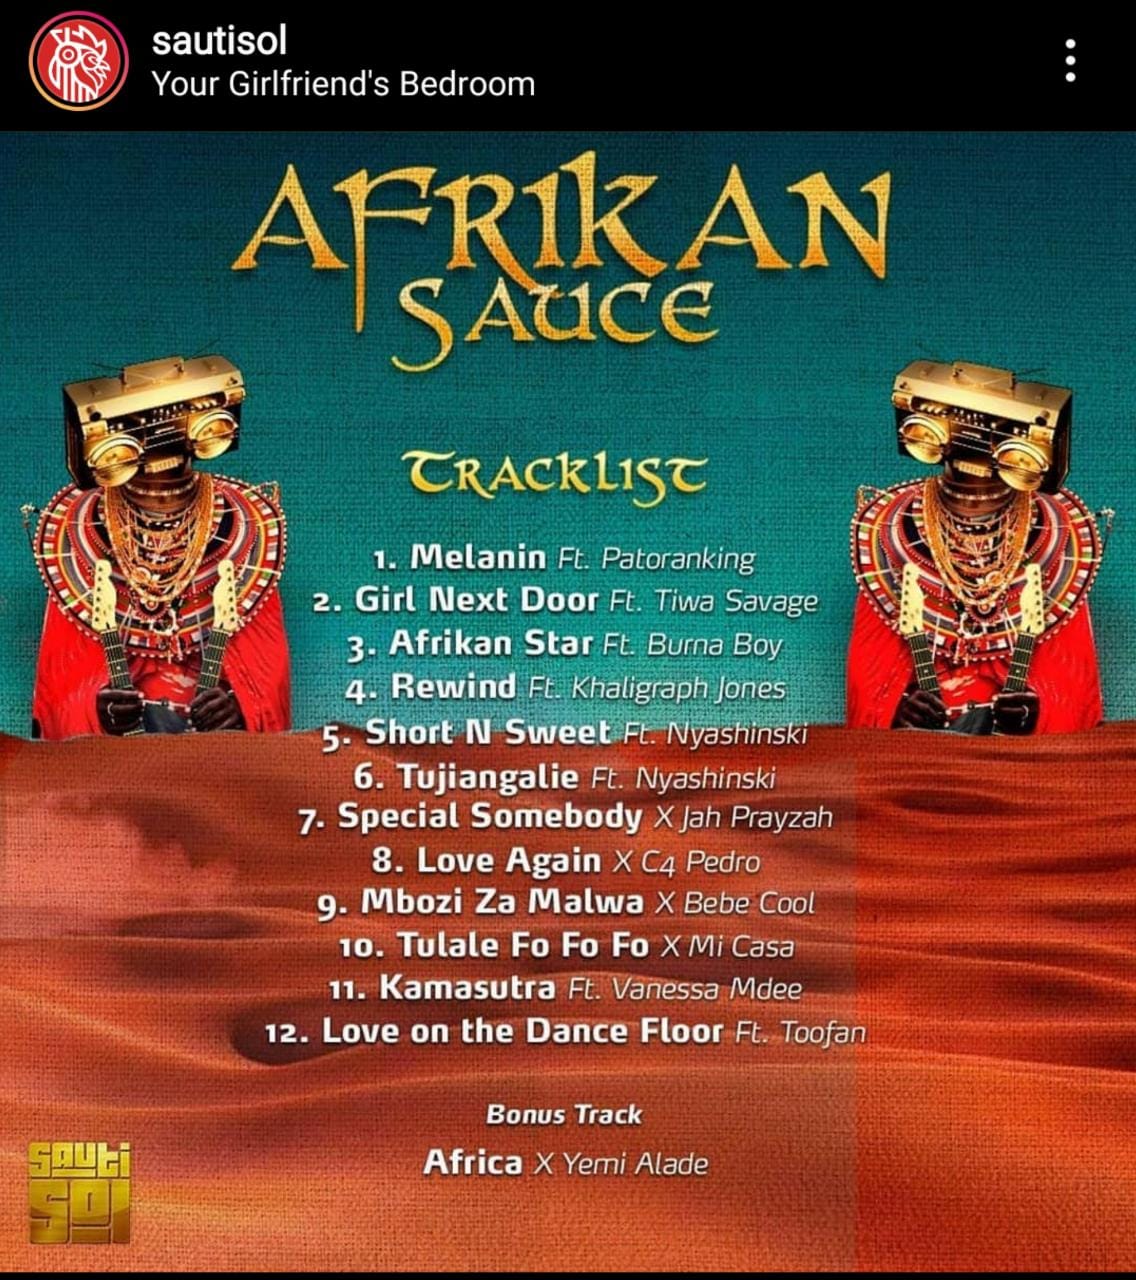 sautisol
Your Girlfriend's Bedroom
AFRIKAN
SAUCE
TRACKLIST
1. Melanin Ft. Patoranking
2. Girl Next Door Ft. Tiwa Savage
3. Afrikan Star Ft. Burna Boy
4. Rewind Ft. Khaligraph Jones
5. Short N Sweet Ft. Nyashinski
6. Tujiangalie Ft. Nyashinski
7. Special Somebody X Jah Prayzah
8. Love Again X C4 Pedro
9. Mbozi Za Malwa X Bebe Cool
10. Tulale Fo Fo Fo X Mi Casa
11. Kamasutra Ft. Vanessa Mdee
12. Love on the Dance Floor Ft. Toofan
Bonus Track
Africa X Yemi Alade
Sauti
Sol